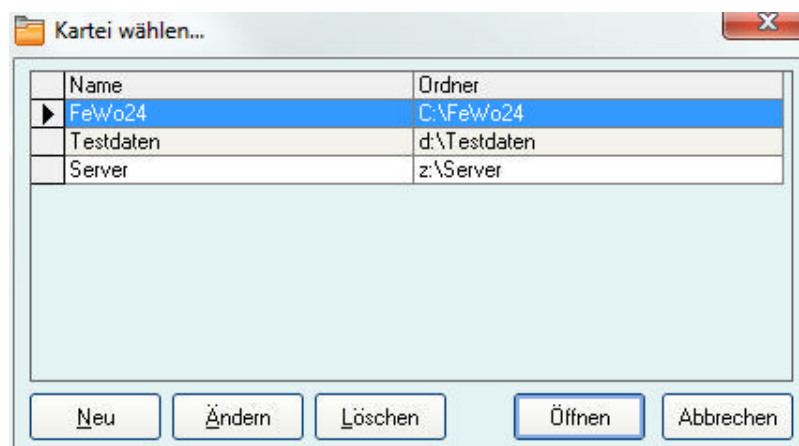 Kartei wählen...
Name Ordner
FeWo24 C:\FeWo24
Testdaten d:\Testdaten
Server z:\Server
Neu Ändern Löschen Öffnen Abbrechen